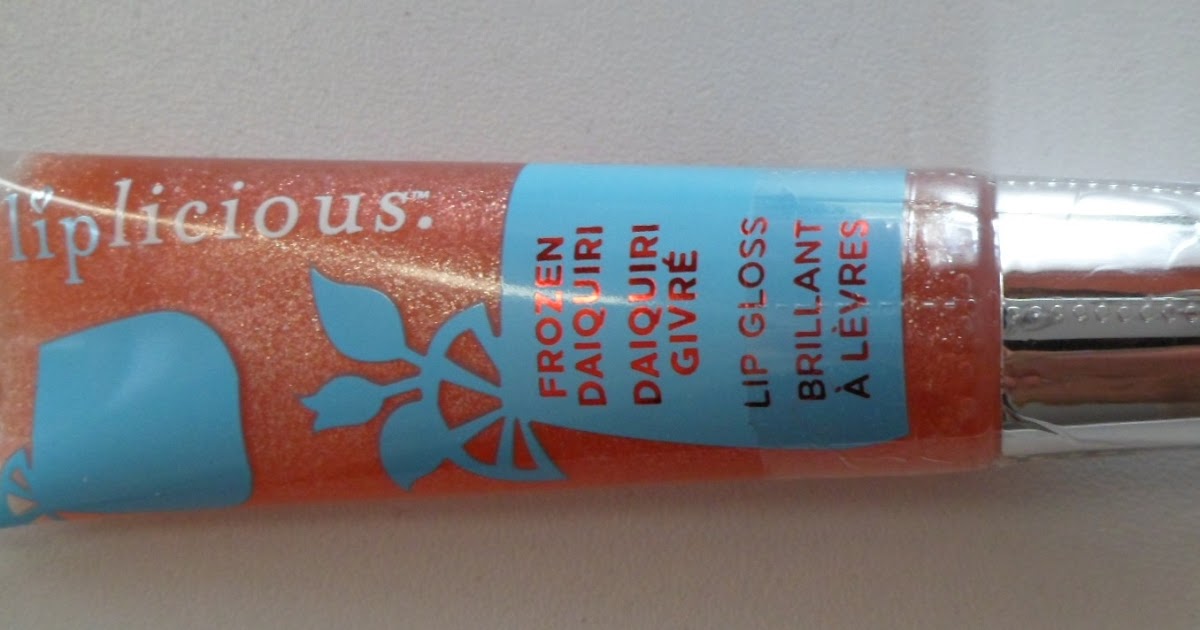 liplicious.™
FROZEN
DAIQUIRI
DAIQUIRI
GIVRÉ
LIP GLOSS
BRILLANT
À LÈVRES